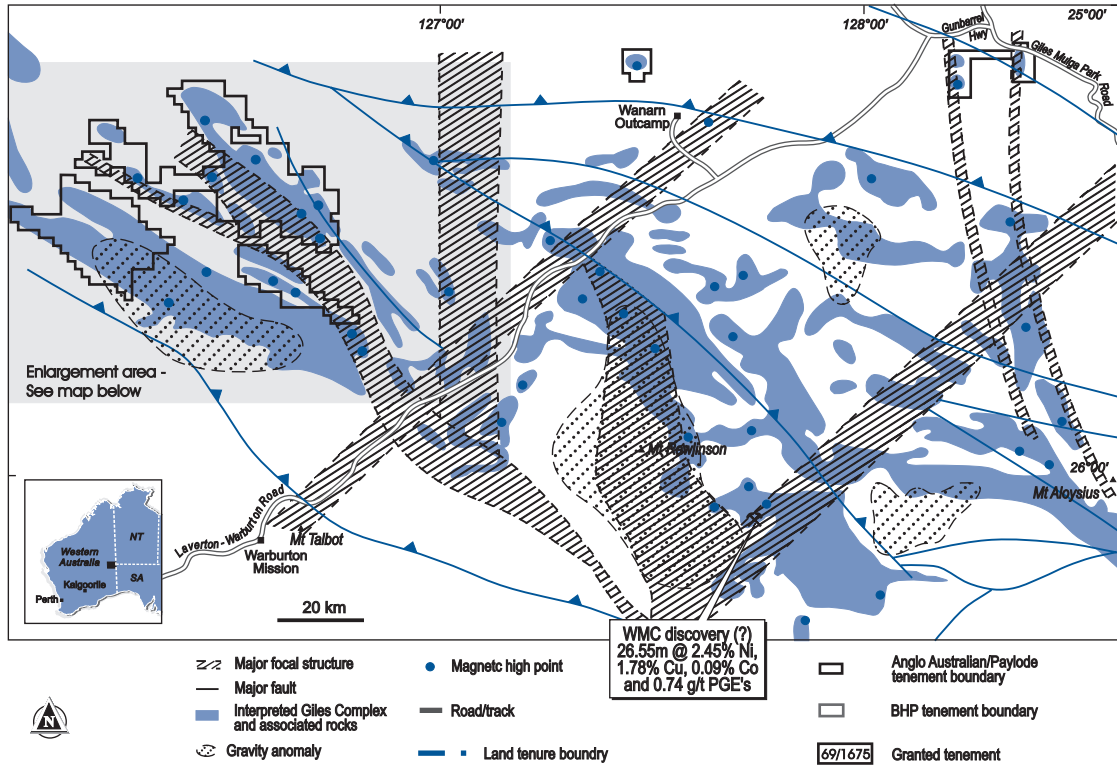 127°00'
128°00'
25°00'
Gunbarrel
Hwy
Giles Mulga Park
Road
Wanarn
Outcamp
Enlargement area -
See map below
Mt Rawlinson
26°00'
Mt Aloysius
Laverton - Warburton Road
Mt Talbot
Warburton
Mission
NT
Western
Australia
SA
Kalgoorlie
Perth
20 km
WMC discovery (?)
26.55m @ 2.45% Ni,
1.78% Cu, 0.09% Co
and 0.74 g/t PGE's
Major focal structure
Major fault
Interpreted Giles Complex
and associated rocks
Gravity anomaly
Magnetc high point
Road/track
Land tenure boundry
Anglo Australian/Paylode
tenement boundary
BHP tenement boundary
69/1675
Granted tenement
N